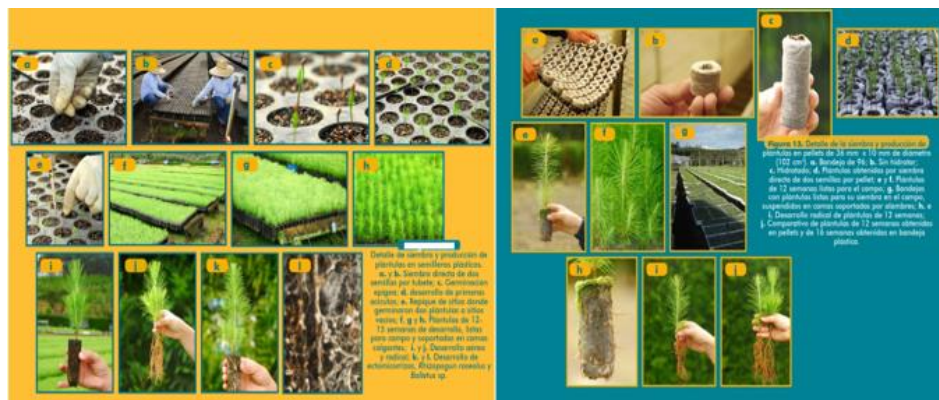 a
b
c
d
e
f
g
h
i
j
k
l
Detalle de siembra y producción de
plántulas en semilleros plásticos.
a. y b. Siembra directa de dos
semillas por tubete; c. Germinación
epígea; d. desarrollo de primeras
acículas; e. Repique de sitios donde
germinaron dos plántulas a sitios
vacíos; f, g y h. Plántulas de 12-
15 semanas de desarrollo, listas
para campo y soportadas en camas
colgantes; i. y j. Desarrollo aéreo
y radical; k. y l. Desarrollo de
ectomicorrizas, Rhizopogon roseolus y
Bolletus sp.
a
b
c
d
e
f
g
Figura 13. Detalle de la siembra y producción de
plántulas en pellets de 36 mm x 10 mm de diámetro
(102 cm³). a. Bandeja de 96; b. Sin hidratar;
c. Hidratado; d. Plántulas obtenidas por siembra
directa de dos semillas por pellet; e y f. Plántulas
de 12 semanas listas para el campo; g. Bandejas
con plántulas listas para su siembra en el campo,
suspendidas en camas soportadas por alambres; h. e
i. Desarrollo radical de plántulas de 12 semanas;
j. Comparativo de plántulas de 12 semanas obtenidas
en pellets y de 16 semanas obtenidas en bandeja
plástica.
h
i
j